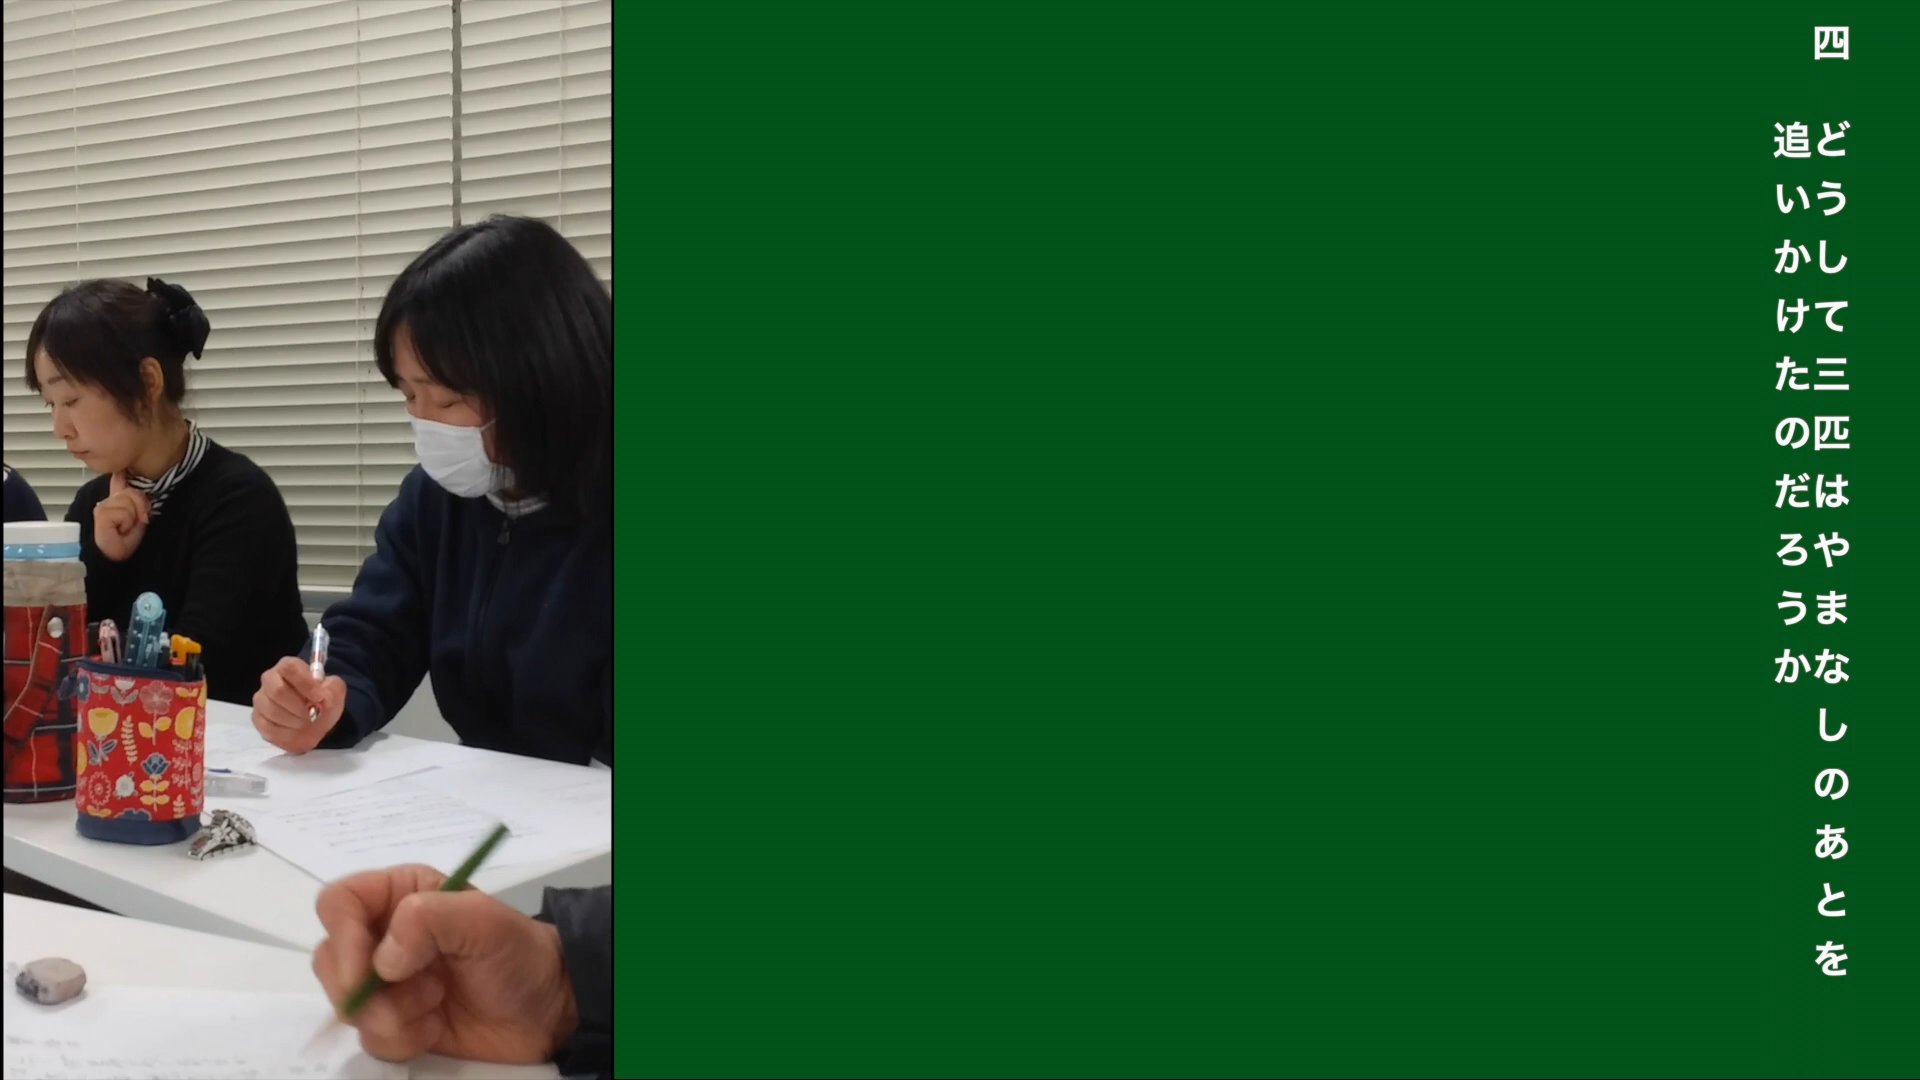 四
どうして三匹はやまなしのあとを
追いかけたのだろうか